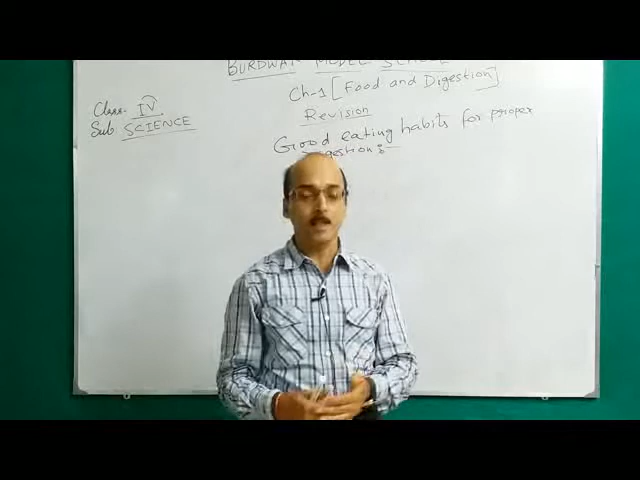 BURDWAN MODEL SCHOOL
Ch-1 [Food and Digestion]
Class- IV
Revision
Sub. SCIENCE
Good eating habits for proper
Digestion: